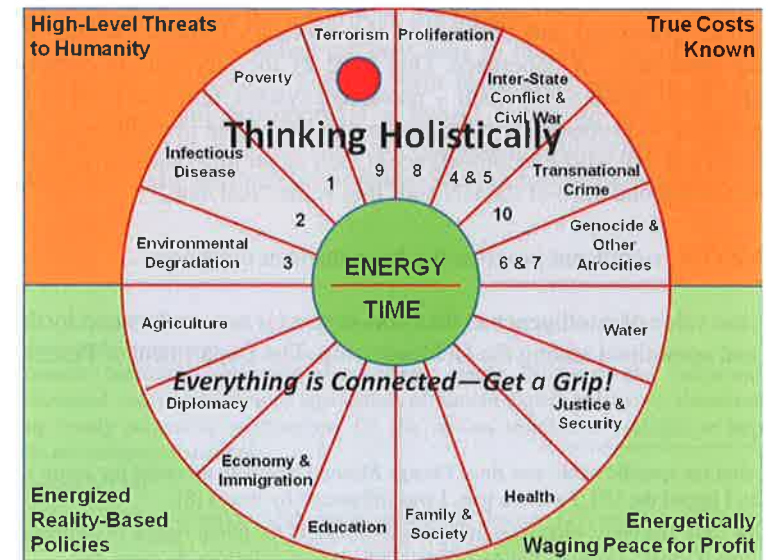 High-Level Threats
to Humanity
True Costs
Known
Terrorism
Proliferation
Poverty
Inter-State
Conflict &
Civil War
Thinking Holistically
Infectious
Disease
Transnational
Crime
1
9
8
4 & 5
2
10
Genocide &
Other
Atrocities
Environmental
Degradation
3
6 & 7
ENERGY
TIME
Agriculture
Water
Everything is Connected—Get a Grip!
Diplomacy
Justice &
Security
Economy &
Immigration
Health
Education
Family &
Society
Energized
Reality-Based
Policies
Energetically
Waging Peace for Profit